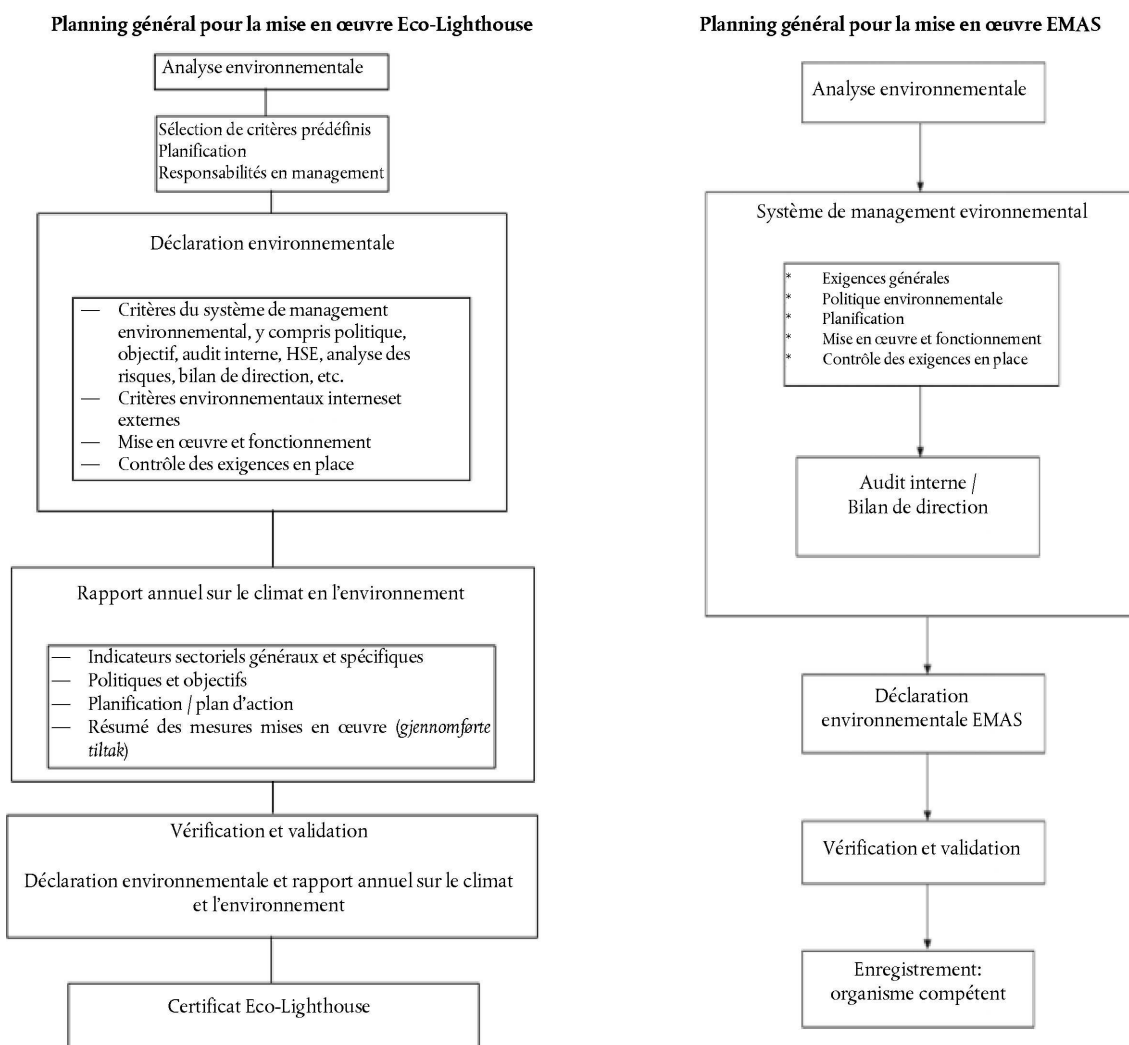 Planning général pour la mise en œuvre Eco-Lighthouse
Analyse environnementale
Sélection de critères prédéfinis
Planification
Responsabilités en management
Déclaration environnementale
— Critères du système de management
environnemental, y compris politique,
objectif, audit interne, HSE, analyse des
risques, bilan de direction, etc.
— Critères environnementaux interneset
externes
— Mise en œuvre et fonctionnement
— Contrôle des exigences en place
Rapport annuel sur le climat en l'environnement
— Indicateurs sectoriels généraux et spécifiques
— Politiques et objectifs
— Planification / plan d'action
— Résumé des mesures mises en œuvre (gjennomførte
tiltak)
Vérification et validation
Déclaration environnementale et rapport annuel sur le climat
et l'environnement
Certificat Eco-Lighthouse
Planning général pour la mise en œuvre EMAS
Analyse environnementale
Système de management evironnemental
* Exigences générales
* Politique environnementale
* Planification
* Mise en œuvre et fonctionnement
* Contrôle des exigences en place
Audit interne /
Bilan de direction
Déclaration
environnementale EMAS
Vérification et validation
Enregistrement:
organisme compétent